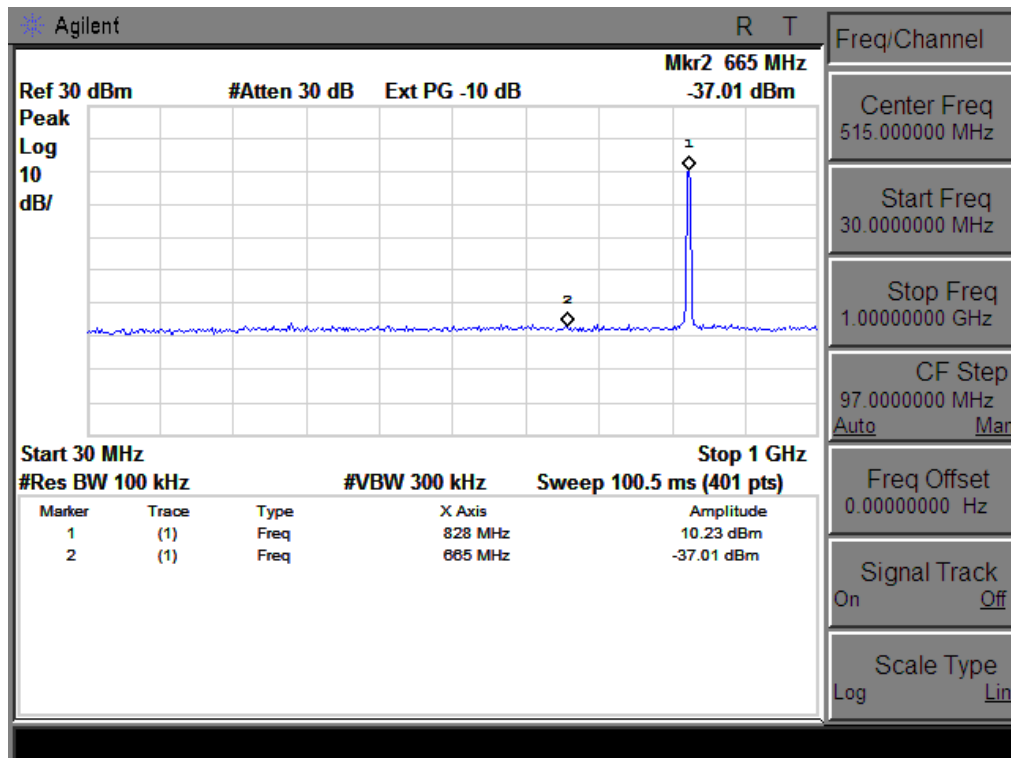 Agilent R T
Mkr2 665 MHz
Ref 30 dBm #Atten 30 dB Ext PG -10 dB -37.01 dBm
Peak
Log
10
dB/
1
2
Start 30 MHz Stop 1 GHz
#Res BW 100 kHz #VBW 300 kHz Sweep 100.5 ms (401 pts)
Marker Trace Type X Axis Amplitude
1 (1) Freq 828 MHz 10.23 dBm
2 (1) Freq 665 MHz -37.01 dBm
Freq/Channel
Center Freq
515.000000 MHz
Start Freq
30.0000000 MHz
Stop Freq
1.00000000 GHz
CF Step
97.0000000 MHz
Auto Man
Freq Offset
0.00000000 Hz
Signal Track
On Off
Scale Type
Log Lin